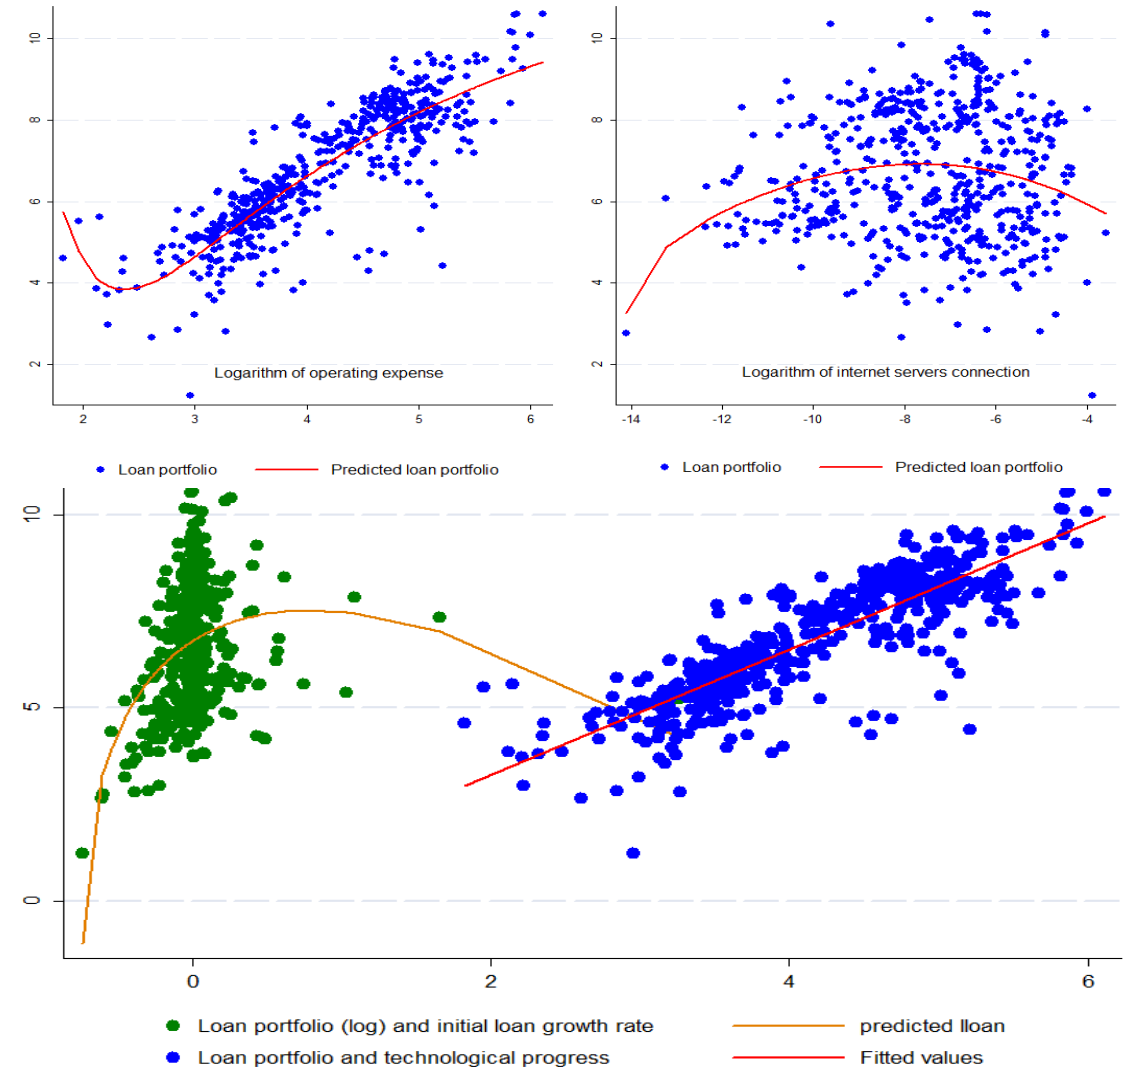 10
8
6
4
2
Logarithm of operating expense
2 3 4 5 6
Loan portfolio Predicted loan portfolio
10
8
6
4
2
Logarithm of internet servers connection
-14 -12 -10 -8 -6 -4
Loan portfolio Predicted loan portfolio
10
5
0
0 2 4 6
Loan portfolio (log) and initial loan growth rate predicted lloan
Loan portfolio and technological progress Fitted values